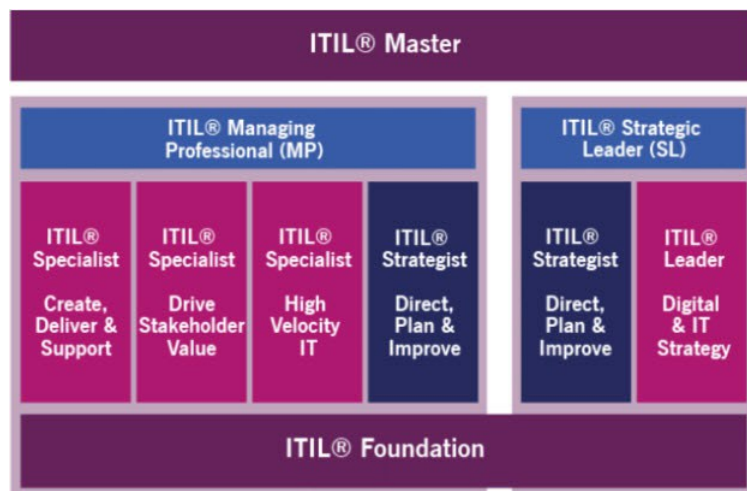 ITIL® Master
ITIL® Managing
Professional (MP)
ITIL® Strategic
Leader (SL)
ITIL®
Specialist
Create,
Deliver &
Support
ITIL®
Specialist
Drive
Stakeholder
Value
ITIL®
Specialist
High
Velocity
IT
ITIL®
Strategist
Direct,
Plan &
Improve
ITIL®
Strategist
Direct,
Plan &
Improve
ITIL®
Leader
Digital
& IT
Strategy
ITIL® Foundation